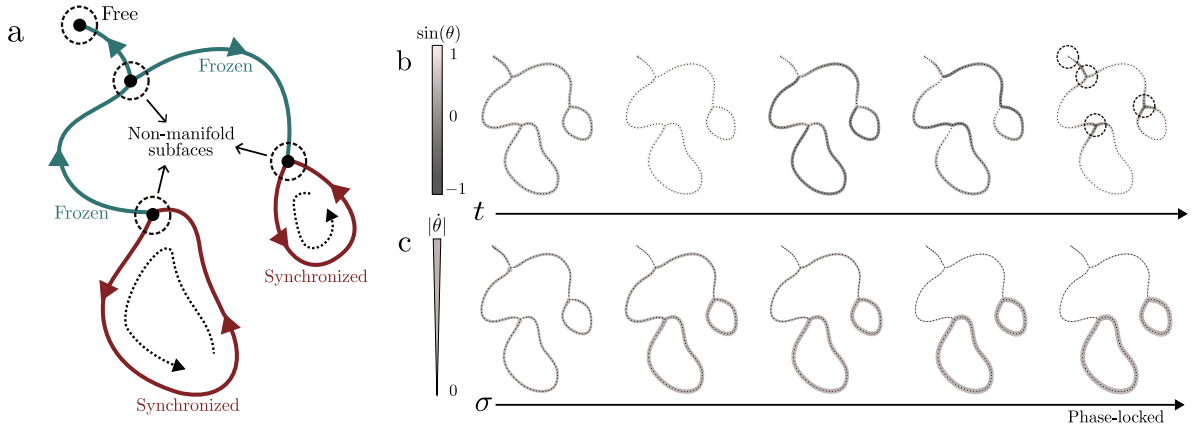 a
Free
Frozen
Non-manifold
subfaces
Frozen
Synchronized
Synchronized
b
sin(θ)
1
0
−1
t
c
|θ̇|
0
σ
Phase-locked